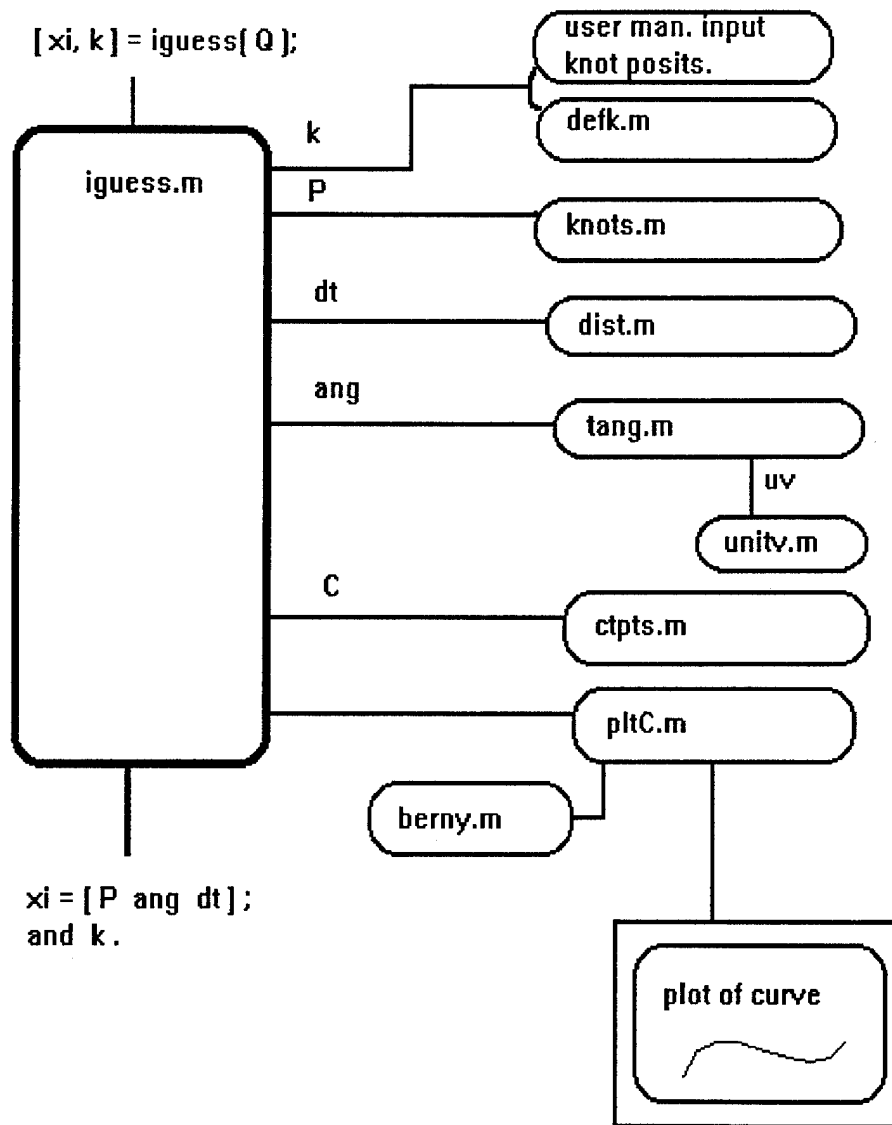 [ xi, k ] = iguess( Q );
user man. input
knot posits.
defk.m
k
iguess.m
P
knots.m
dt
dist.m
ang
tang.m
uv
unitv.m
C
ctpts.m
pltC.m
berny.m
xi = [ P ang dt ] ;
and k .
plot of curve